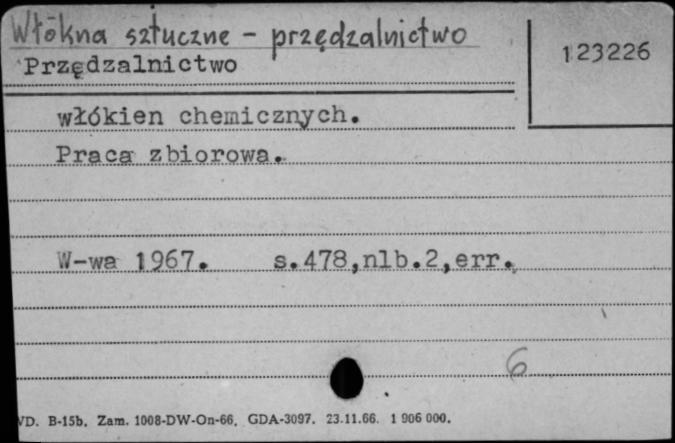 Włókna sztuczne - przędzalnictwo
123226
Przędzalnictwo
włókien chemicznych.
Praca zbiorowa.
W-wa 1967. s.478,nlb.2,err.
6
VD. B-15b. Zam. 1008-DW-On-66. GDA-3097. 23.11.66. 1 906 000.